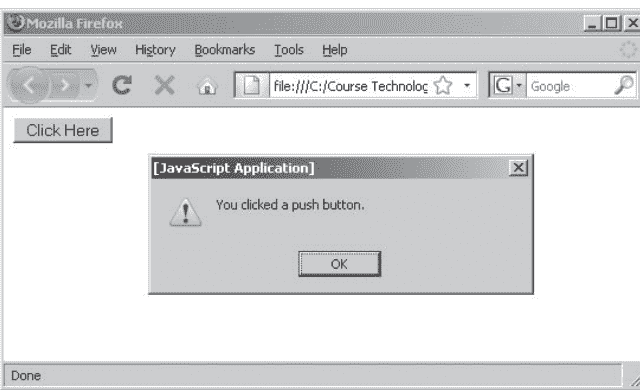 Mozilla Firefox
File Edit View History Bookmarks Tools Help
file:///C:/Course Technolog
G Google
Click Here
[JavaScript Application]
You clicked a push button.
OK
Done